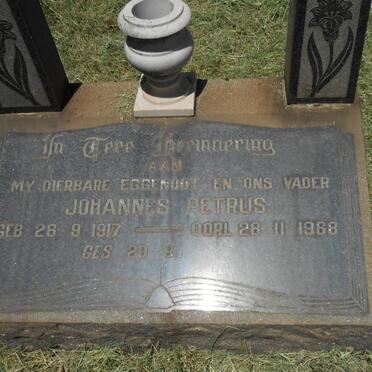 In Tere Herinnering
AAN
MY DIERBARE EGGENOOT EN ONS VADER
JOHANNES PETRUS
GEB 28 9 1917 — OORL 28 11 1968
GES 20 8